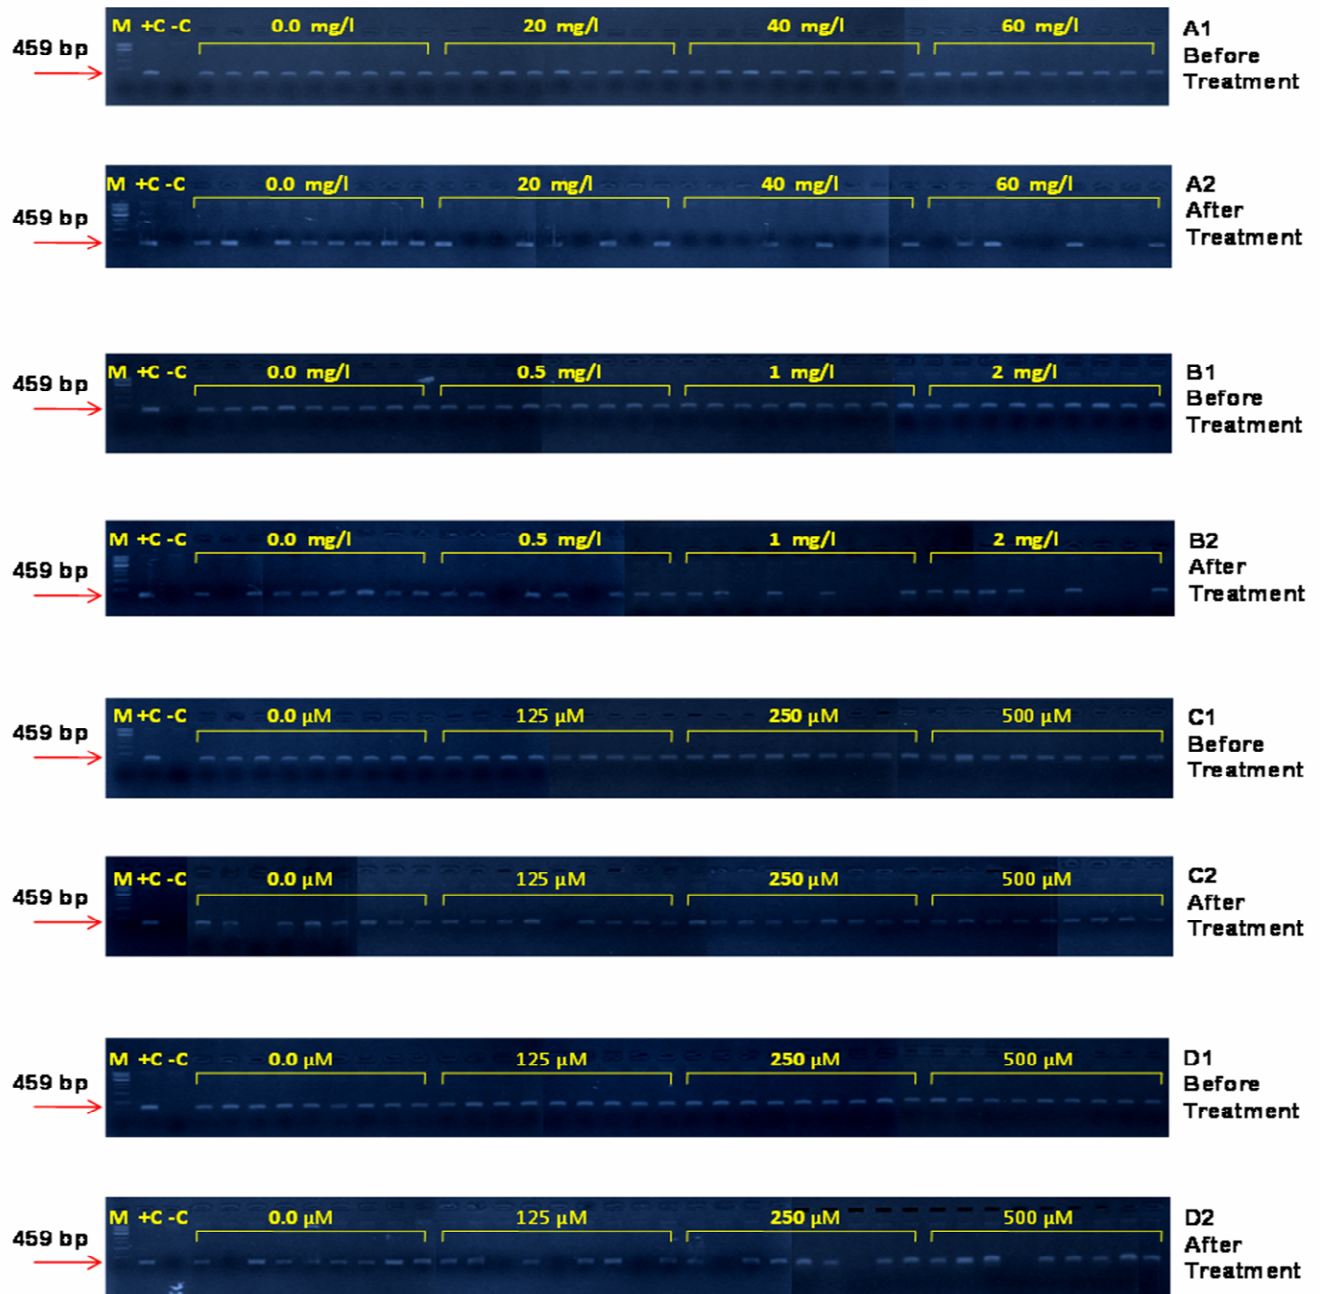 M +C -C 0.0 mg/l 20 mg/l 40 mg/l 60 mg/l
459 bp
A1
Before
Treatment
M +C -C 0.0 mg/l 20 mg/l 40 mg/l 60 mg/l
459 bp
A2
After
Treatment
M +C -C 0.0 mg/l 0.5 mg/l 1 mg/l 2 mg/l
459 bp
B1
Before
Treatment
M +C -C 0.0 mg/l 0.5 mg/l 1 mg/l 2 mg/l
459 bp
B2
After
Treatment
M +C -C 0.0 µM 125 µM 250 µM 500 µM
459 bp
C1
Before
Treatment
M +C -C 0.0 µM 125 µM 250 µM 500 µM
459 bp
C2
After
Treatment
M +C -C 0.0 µM 125 µM 250 µM 500 µM
459 bp
D1
Before
Treatment
M +C -C 0.0 µM 125 µM 250 µM 500 µM
459 bp
D2
After
Treatment